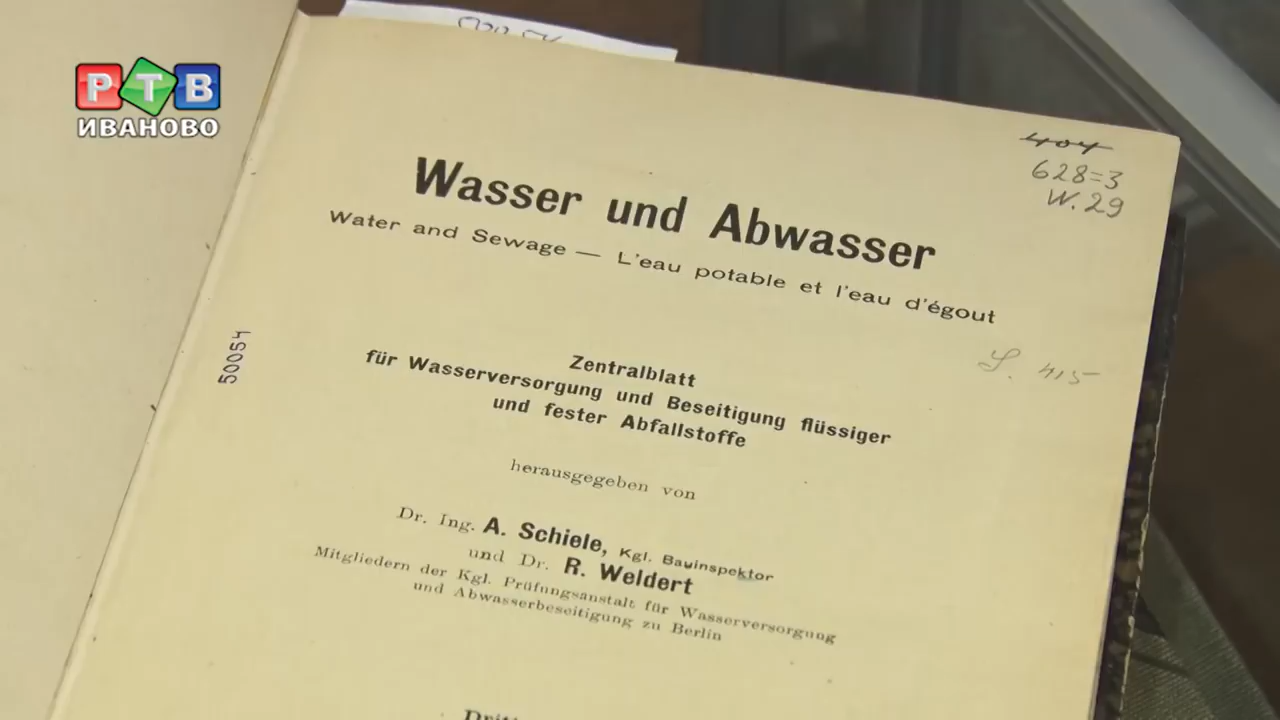 РТВ
ИВАНОВО
404
628=3
W. 29
Wasser und Abwasser
Water and Sewage — L'eau potable et l'eau d'égout
S. 415
50054
Zentralblatt
für Wasserversorgung und Beseitigung flüssiger
und fester Abfallstoffe
herausgegeben von
Dr. Ing. A. Schiele, Kgl. Bauinspektor
und Dr. R. Weldert
Mitgliedern der Kgl. Prüfungsanstalt für Wasserversorgung
und Abwasserbeseitigung zu Berlin